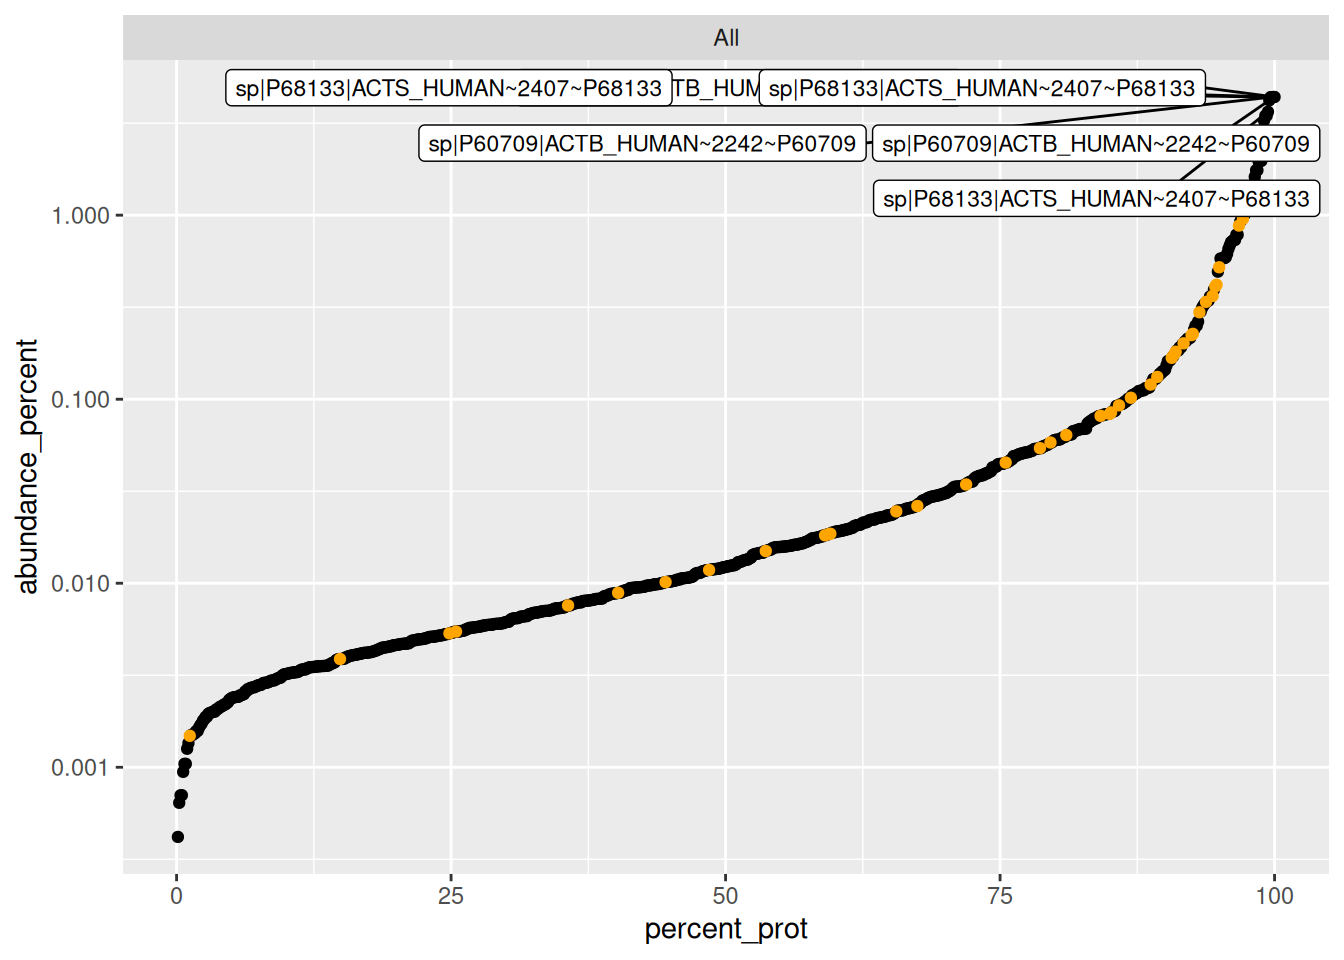 All
sp|P68133|ACTS_HUMAN~2407~P68133 TB_HUM sp|P68133|ACTS_HUMAN~2407~P68133
sp|P60709|ACTB_HUMAN~2242~P60709 sp|P60709|ACTB_HUMAN~2242~P60709
sp|P68133|ACTS_HUMAN~2407~P68133
1.000
0.100
0.010
0.001
abundance_percent
0 25 50 75 100
percent_prot